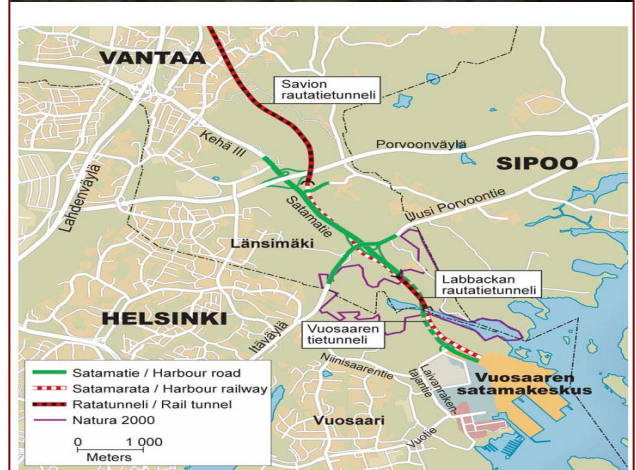 VANTAA
Savion
rautatietunneli
Kehä III
Porvoonväylä
SIPOO
Lahdenväylä
Satamatie
Uusi Porvoontie
Länsimäki
Labbackan
rautatietunneli
HELSINKI
Itäväylä
Vuosaaren
tietunneli
Niinisaarentie
Laivanraken-
tajantie
Vuosaaren
satamakeskus
Vuosaari
Vuotie
Satamatie / Harbour road
Satamarata / Harbour railway
Ratatunneli / Rail tunnel
Natura 2000
0 1 000
Meters